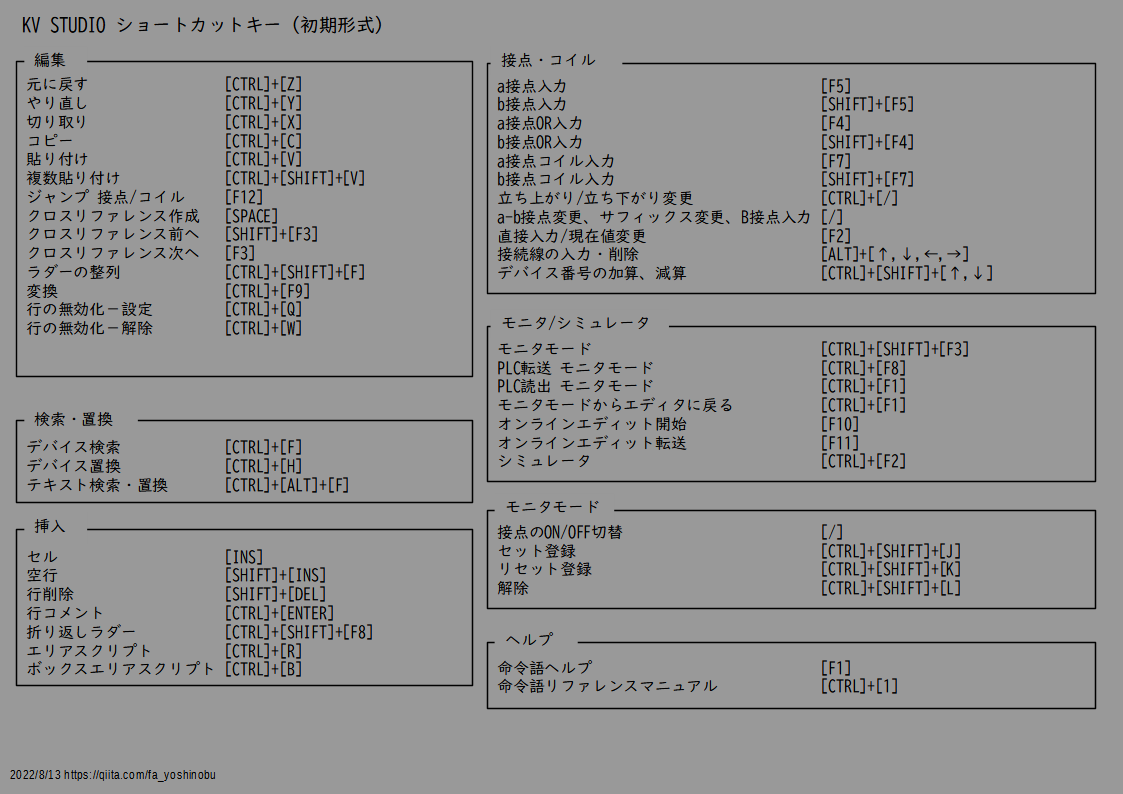 KV STUDIO ショートカットキー (初期形式)
編集
元に戻す [CTRL]+[Z]
やり直し [CTRL]+[Y]
切り取り [CTRL]+[X]
コピー [CTRL]+[C]
貼り付け [CTRL]+[V]
複数貼り付け [CTRL]+[SHIFT]+[V]
ジャンプ 接点/コイル [F12]
クロスリファレンス作成 [SPACE]
クロスリファレンス前へ [SHIFT]+[F3]
クロスリファレンス次へ [F3]
ラダーの整列 [CTRL]+[SHIFT]+[F]
変換 [CTRL]+[F9]
行の無効化－設定 [CTRL]+[Q]
行の無効化－解除 [CTRL]+[W]
検索・置換
デバイス検索 [CTRL]+[F]
デバイス置換 [CTRL]+[H]
テキスト検索・置換 [CTRL]+[ALT]+[F]
挿入
セル [INS]
空行 [SHIFT]+[INS]
行削除 [SHIFT]+[DEL]
行コメント [CTRL]+[ENTER]
折り返しラダー [CTRL]+[SHIFT]+[F8]
エリアスクリプト [CTRL]+[R]
ボックスエリアスクリプト [CTRL]+[B]
接点・コイル
a接点入力 [F5]
b接点入力 [SHIFT]+[F5]
a接点OR入力 [F4]
b接点OR入力 [SHIFT]+[F4]
a接点コイル入力 [F7]
b接点コイル入力 [SHIFT]+[F7]
立ち上がり/立ち下がり変更 [CTRL]+[/]
a-b接点変更、サフィックス変更、B接点入力 [/]
直接入力/現在値変更 [F2]
接続線の入力・削除 [ALT]+[↑,↓,←,→]
デバイス番号の加算、減算 [CTRL]+[SHIFT]+[↑,↓]
モニタ/シミュレータ
モニタモード [CTRL]+[SHIFT]+[F3]
PLC転送 モニタモード [CTRL]+[F8]
PLC読出 モニタモード [CTRL]+[F1]
モニタモードからエディタに戻る [CTRL]+[F1]
オンラインエディット開始 [F10]
オンラインエディット転送 [F11]
シミュレータ [CTRL]+[F2]
モニタモード
接点のON/OFF切替 [/]
セット登録 [CTRL]+[SHIFT]+[J]
リセット登録 [CTRL]+[SHIFT]+[K]
解除 [CTRL]+[SHIFT]+[L]
ヘルプ
命令語ヘルプ [F1]
命令語リファレンスマニュアル [CTRL]+[1]
2022/8/13 https://qiita.com/fa_yoshinobu